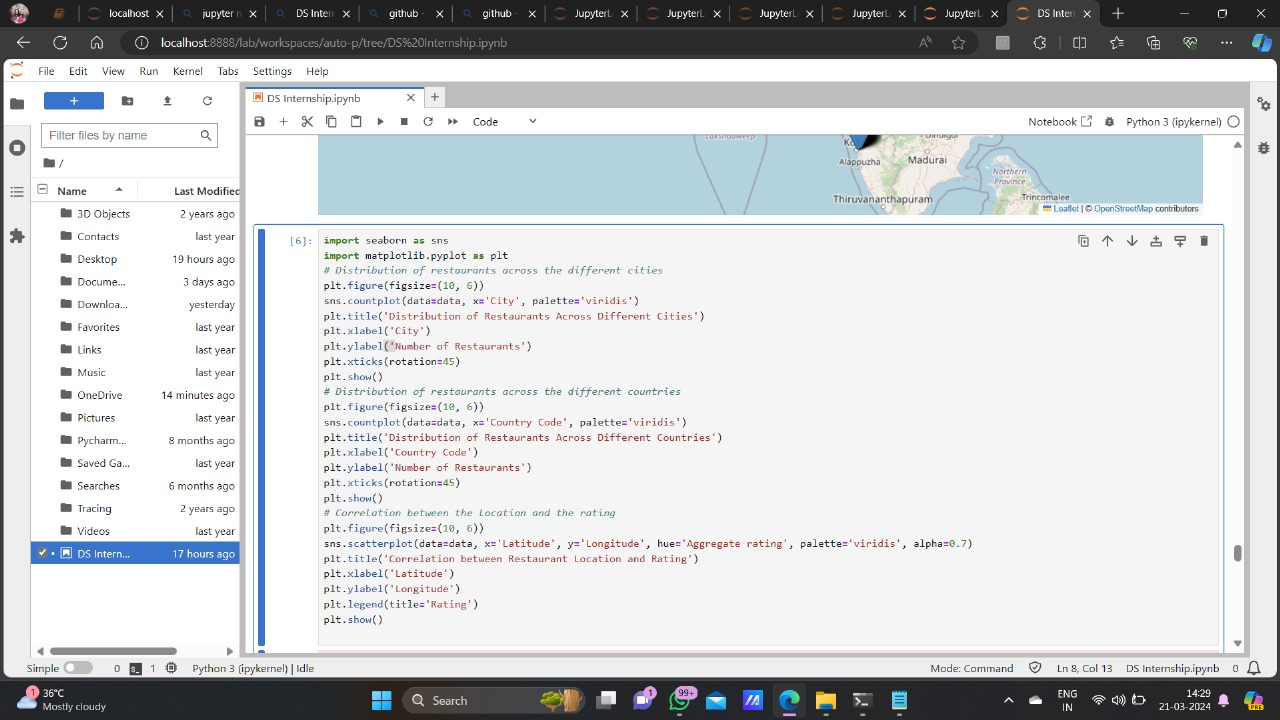 localhost
jupyter n
DS Intern
github -
github -
JupyterL
JupyterL
JupyterL
JupyterL
JupyterL
DS Intern
localhost:8888/lab/workspaces/auto-p/tree/DS%20Internship.ipynb
File Edit View Run Kernel Tabs Settings Help
DS Internship.ipynb
Code
Notebook
Python 3 (ipykernel)
Filter files by name
/
Name Last Modified
3D Objects 2 years ago
Contacts last year
Desktop 19 hours ago
Docume... 3 days ago
Downloa... yesterday
Favorites last year
Links last year
Music last year
OneDrive 14 minutes ago
Pictures last year
Pycharm... 8 months ago
Saved Ga... last year
Searches 6 months ago
Tracing 2 years ago
Videos last year
DS Intern... 17 hours ago
Alappuzha
Madurai
Northern
Province
Thiruvananthapuram
Trincomalee
Leaflet | © OpenStreetMap contributors
[6]:
import seaborn as sns
import matplotlib.pyplot as plt
# Distribution of restaurants across the different cities
plt.figure(figsize=(10, 6))
sns.countplot(data=data, x='City', palette='viridis')
plt.title('Distribution of Restaurants Across Different Cities')
plt.xlabel('City')
plt.ylabel('Number of Restaurants')
plt.xticks(rotation=45)
plt.show()
# Distribution of restaurants across the different countries
plt.figure(figsize=(10, 6))
sns.countplot(data=data, x='Country Code', palette='viridis')
plt.title('Distribution of Restaurants Across Different Countries')
plt.xlabel('Country Code')
plt.ylabel('Number of Restaurants')
plt.xticks(rotation=45)
plt.show()
# Correlation between the location and the rating
plt.figure(figsize=(10, 6))
sns.scatterplot(data=data, x='Latitude', y='Longitude', hue='Aggregate rating', palette='viridis', alpha=0.7)
plt.title('Correlation between Restaurant Location and Rating')
plt.xlabel('Latitude')
plt.ylabel('Longitude')
plt.legend(title='Rating')
plt.show()
Simple 0 1 Python 3 (ipykernel) | Idle
Mode: Command Ln 8, Col 13 DS Internship.ipynb 0
1
36°C
Mostly cloudy
Search
1
99+
ENG
IN
14:29
21-03-2024
PRE